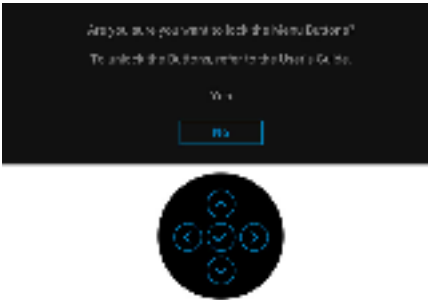 Are you sure you want to lock the Menu Buttons?
To unlock the Buttons, refer to the User's Guide.
Yes
No